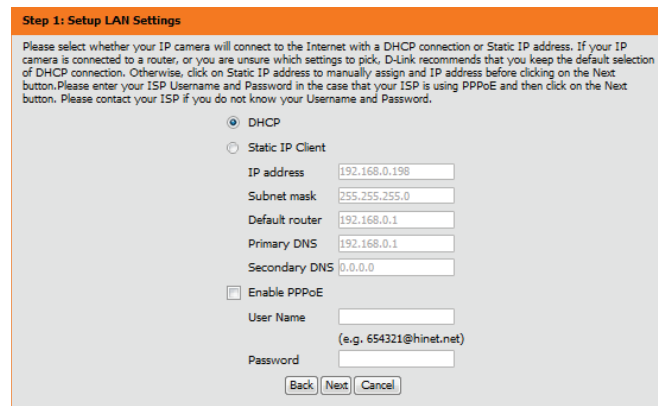 Step 1: Setup LAN Settings
Please select whether your IP camera will connect to the Internet with a DHCP connection or Static IP address. If your IP
camera is connected to a router, or you are unsure which settings to pick, D-Link recommends that you keep the default selection
of DHCP connection. Otherwise, click on Static IP address to manually assign and IP address before clicking on the Next
button.Please enter your ISP Username and Password in the case that your ISP is using PPPoE and then click on the Next
button. Please contact your ISP if you do not know your Username and Password.
DHCP
Static IP Client
IP address 192.168.0.198
Subnet mask 255.255.255.0
Default router 192.168.0.1
Primary DNS 192.168.0.1
Secondary DNS 0.0.0.0
Enable PPPoE
User Name
(e.g. 654321@hinet.net)
Password
Back Next Cancel